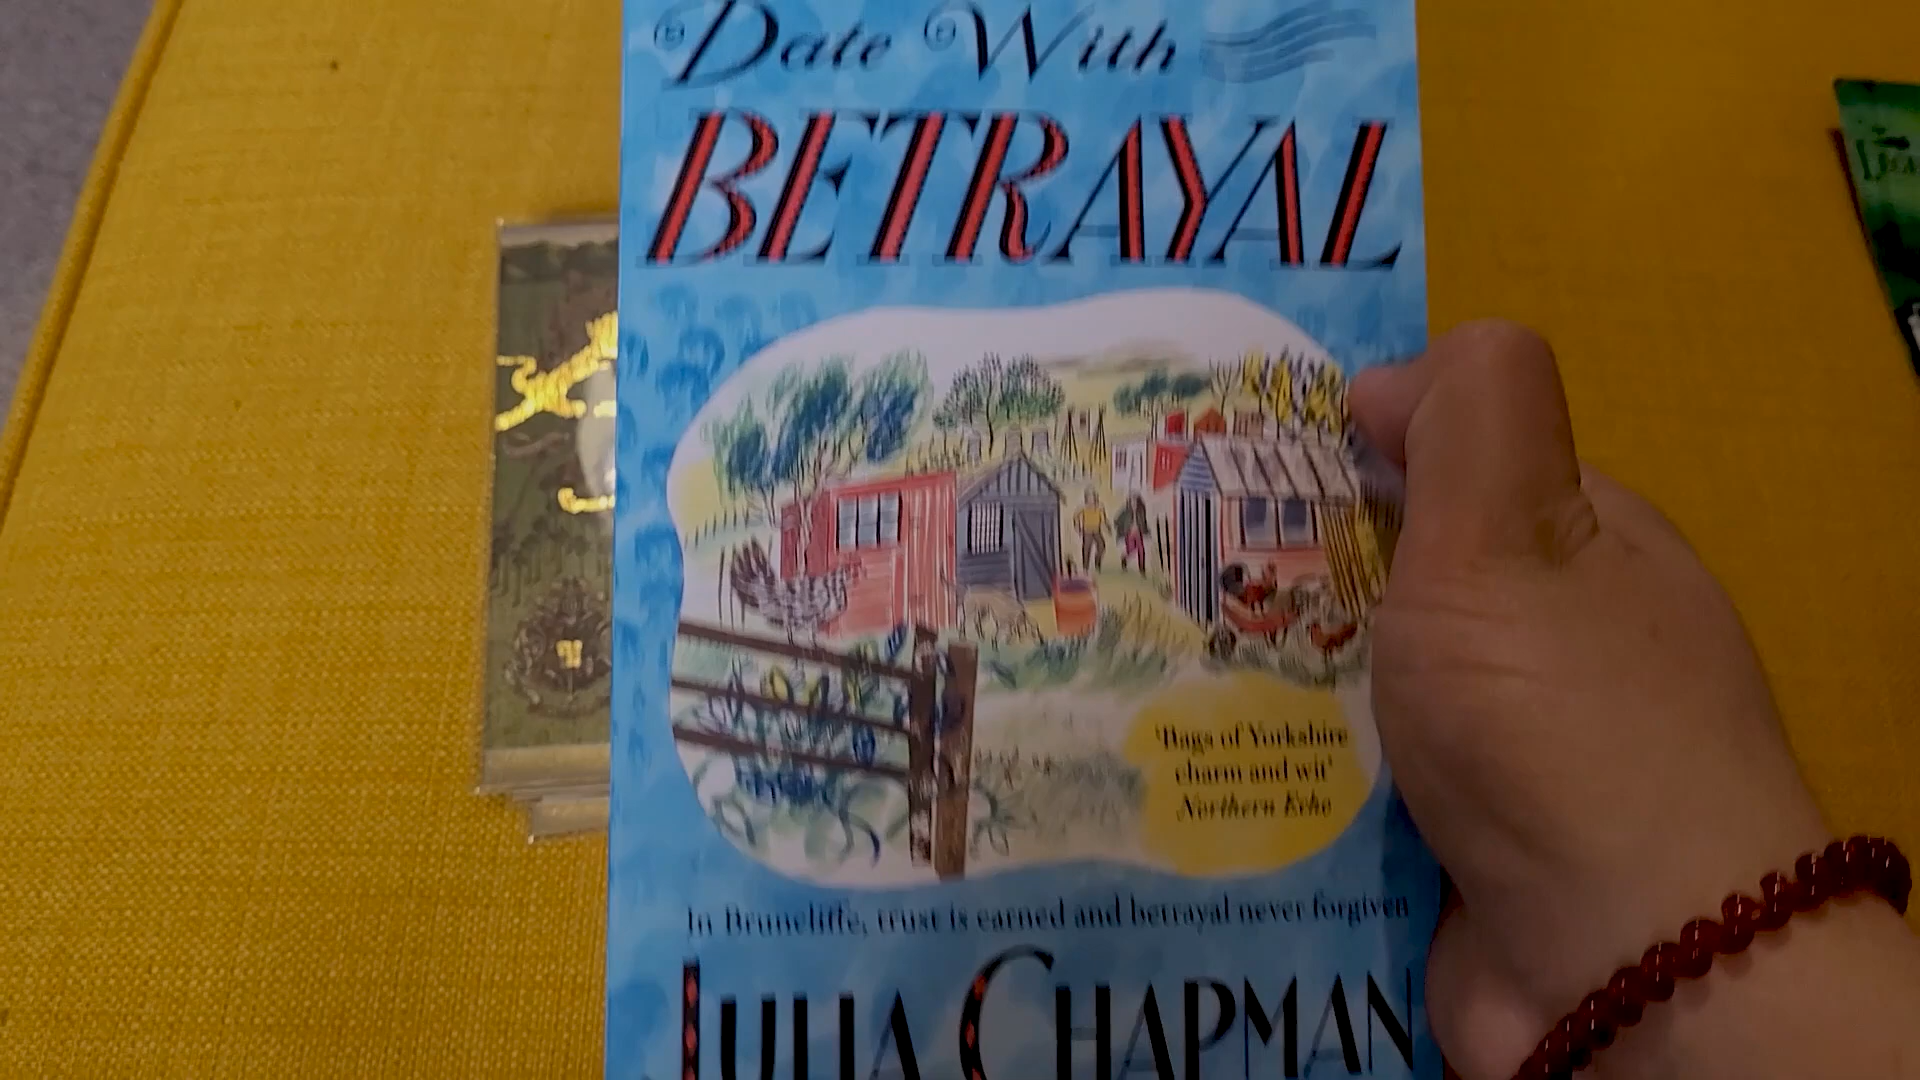 Date With
BETRAYAL
'Bags of Yorkshire
charm and wit'
Northern Echo
In Bruncliffe, trust is earned and betrayal never forgiven
JULIA CHAPMAN